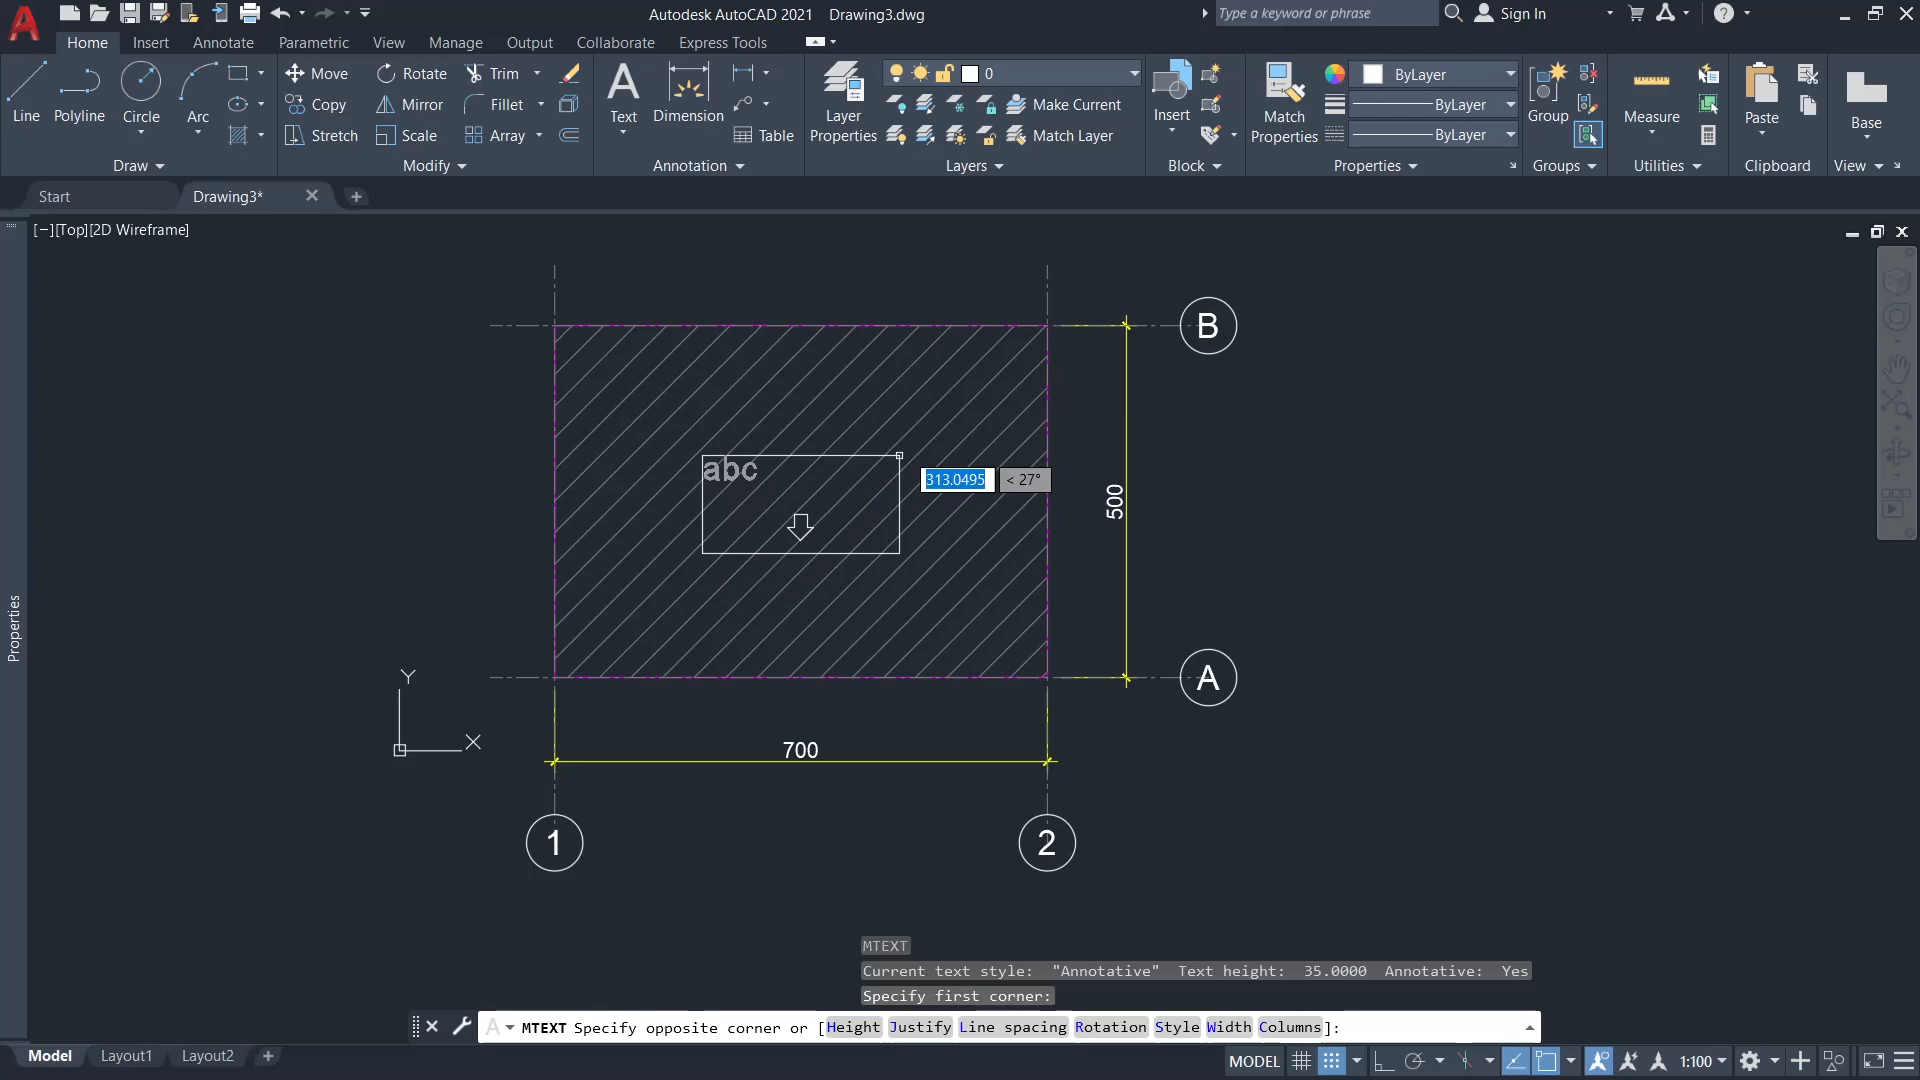 Autodesk AutoCAD 2021 Drawing3.dwg
Type a keyword or phrase
Sign In
Home Insert Annotate Parametric View Manage Output Collaborate Express Tools
Line Polyline Circle Arc
Draw
Move Rotate Trim
Copy Mirror Fillet
Stretch Scale Array
Modify
Text Dimension Table
Annotation
Layer Properties
0
Make Current
Match Layer
Layers
Insert
Block
Match Properties
ByLayer
ByLayer
ByLayer
Properties
Group
Groups
Measure
Utilities
Paste
Clipboard
Base
View
Start Drawing3*
[−][Top][2D Wireframe]
Properties
B
abc
313.0495 < 27°
500
A
Y
X
700
1 2
MTEXT
Current text style: "Annotative" Text height: 35.0000 Annotative: Yes
Specify first corner:
MTEXT Specify opposite corner or [Height Justify Line spacing Rotation Style Width Columns]:
Model Layout1 Layout2
MODEL 1:100